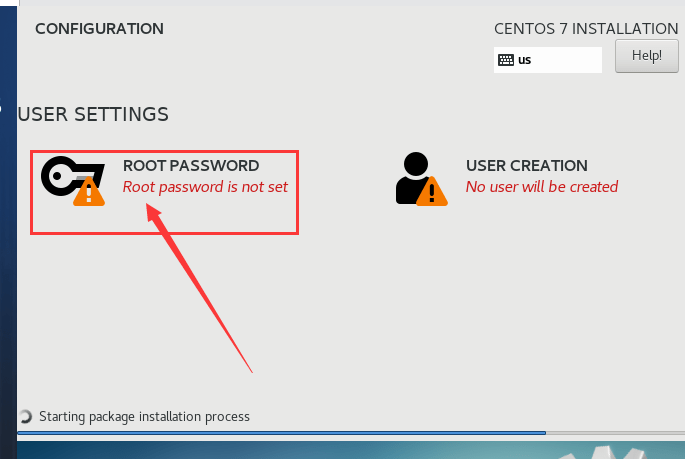 CONFIGURATION
CENTOS 7 INSTALLATION
us
Help!
USER SETTINGS
ROOT PASSWORD
Root password is not set
USER CREATION
No user will be created
Starting package installation process